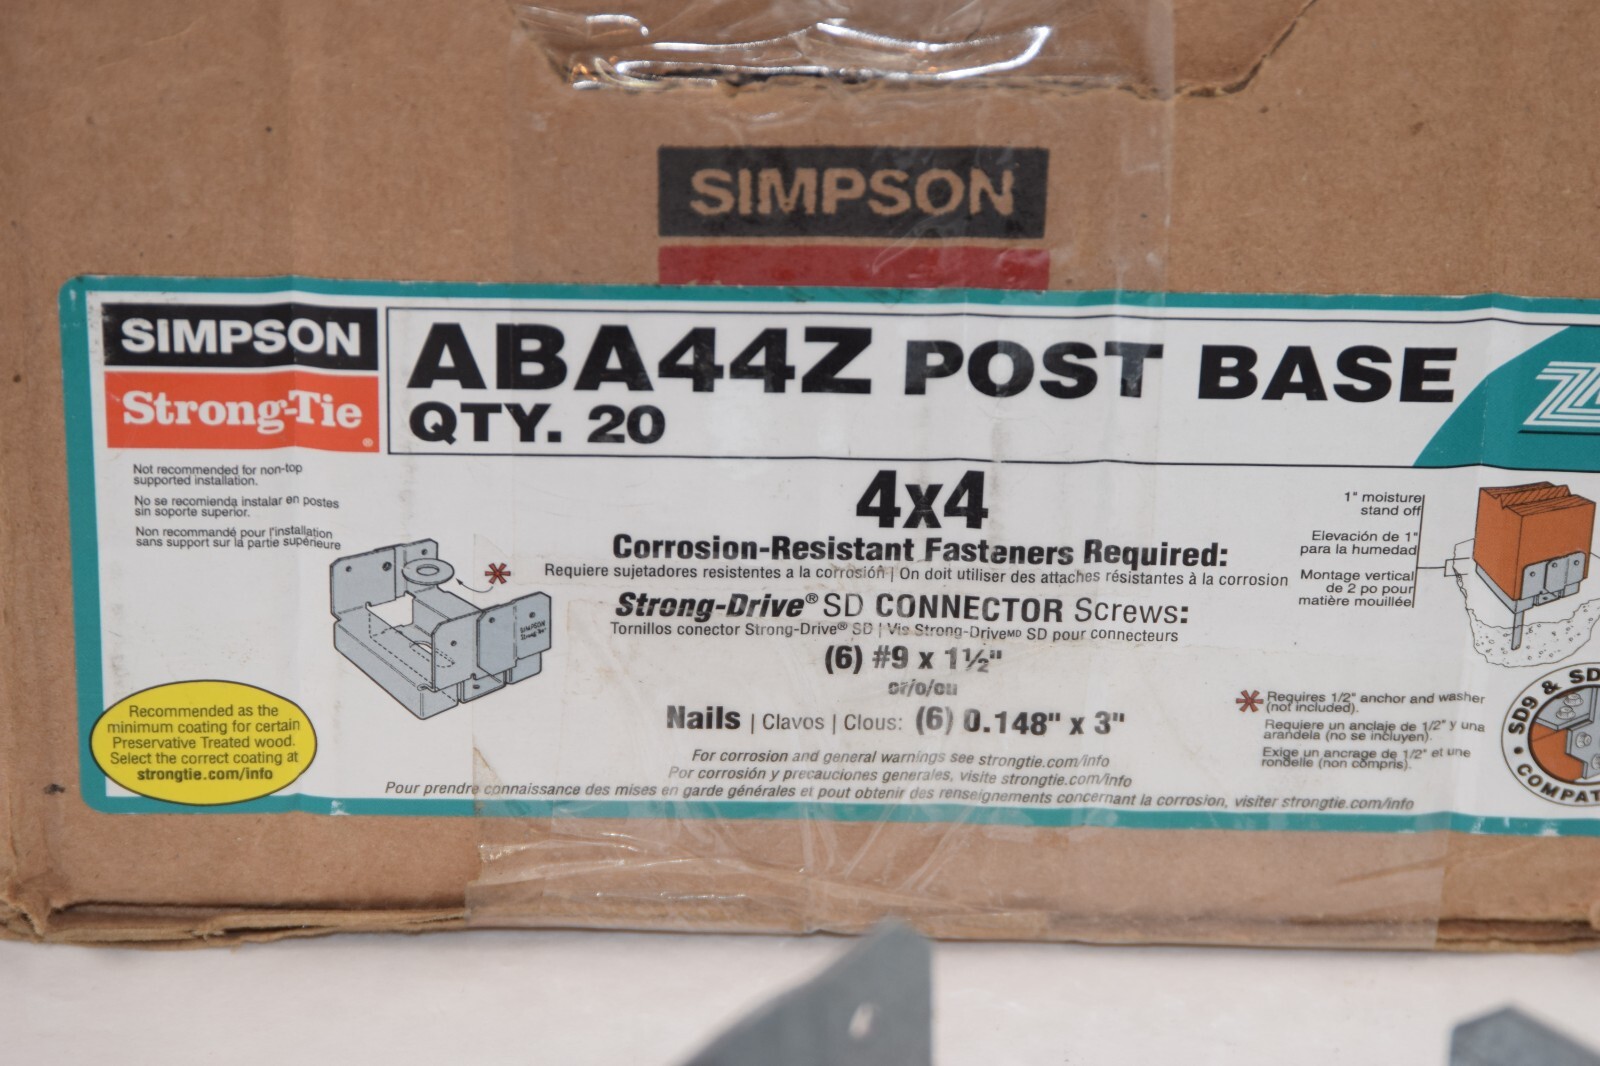 SIMPSON
SIMPSON
Strong-Tie®
ABA44Z POST BASE
QTY. 20
Not recommended for non-top
supported installation.
No se recomienda instalar en postes
sin soporte superior.
Non recommandé pour l'installation
sans support sur la partie supérieure
SIMPSON
Strong-Tie
Recommended as the
minimum coating for certain
Preservative Treated wood.
Select the correct coating at
strongtie.com/info
4x4
Corrosion-Resistant Fasteners Required:
Requiere sujetadores resistentes a la corrosión | On doit utiliser des attaches résistantes à la corrosion
Strong-Drive® SD CONNECTOR Screws:
Tornillos conector Strong-Drive® SD | Vis Strong-DriveMD SD pour connecteurs
(6) #9 x 1½"
or/o/ou
Nails | Clavos | Clous: (6) 0.148" x 3"
For corrosion and general warnings see strongtie.com/info
Por corrosión y precauciones generales, visite strongtie.com/info
Pour prendre connaissance des mises en garde générales et pout obtenir des renseignements concernant la corrosion, visiter strongtie.com/info
1" moisture
stand off
Elevación de 1"
para la humedad
Montage vertical
de 2 po pour
matière mouillée
* Requires 1/2" anchor and washer
(not included).
Requiere un anclaje de 1/2" y una
arandela (no se incluyen).
Exige un ancrage de 1/2" et une
rondelle (non compris).
SD9 & SD
COMPAT